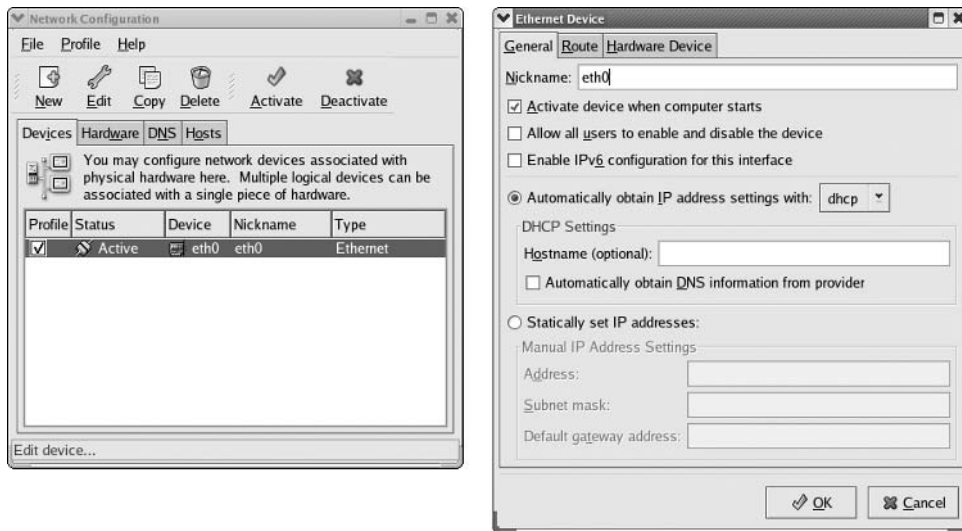 Network Configuration
File Profile Help
New Edit Copy Delete Activate Deactivate
Devices Hardware DNS Hosts
You may configure network devices associated with
physical hardware here. Multiple logical devices can be
associated with a single piece of hardware.
Profile Status Device Nickname Type
Active eth0 eth0 Ethernet
Edit device...
Ethernet Device
General Route Hardware Device
Nickname: eth0
Activate device when computer starts
Allow all users to enable and disable the device
Enable IPv6 configuration for this interface
Automatically obtain IP address settings with: dhcp
DHCP Settings
Hostname (optional):
Automatically obtain DNS information from provider
Statically set IP addresses:
Manual IP Address Settings
Address:
Subnet mask:
Default gateway address:
OK Cancel